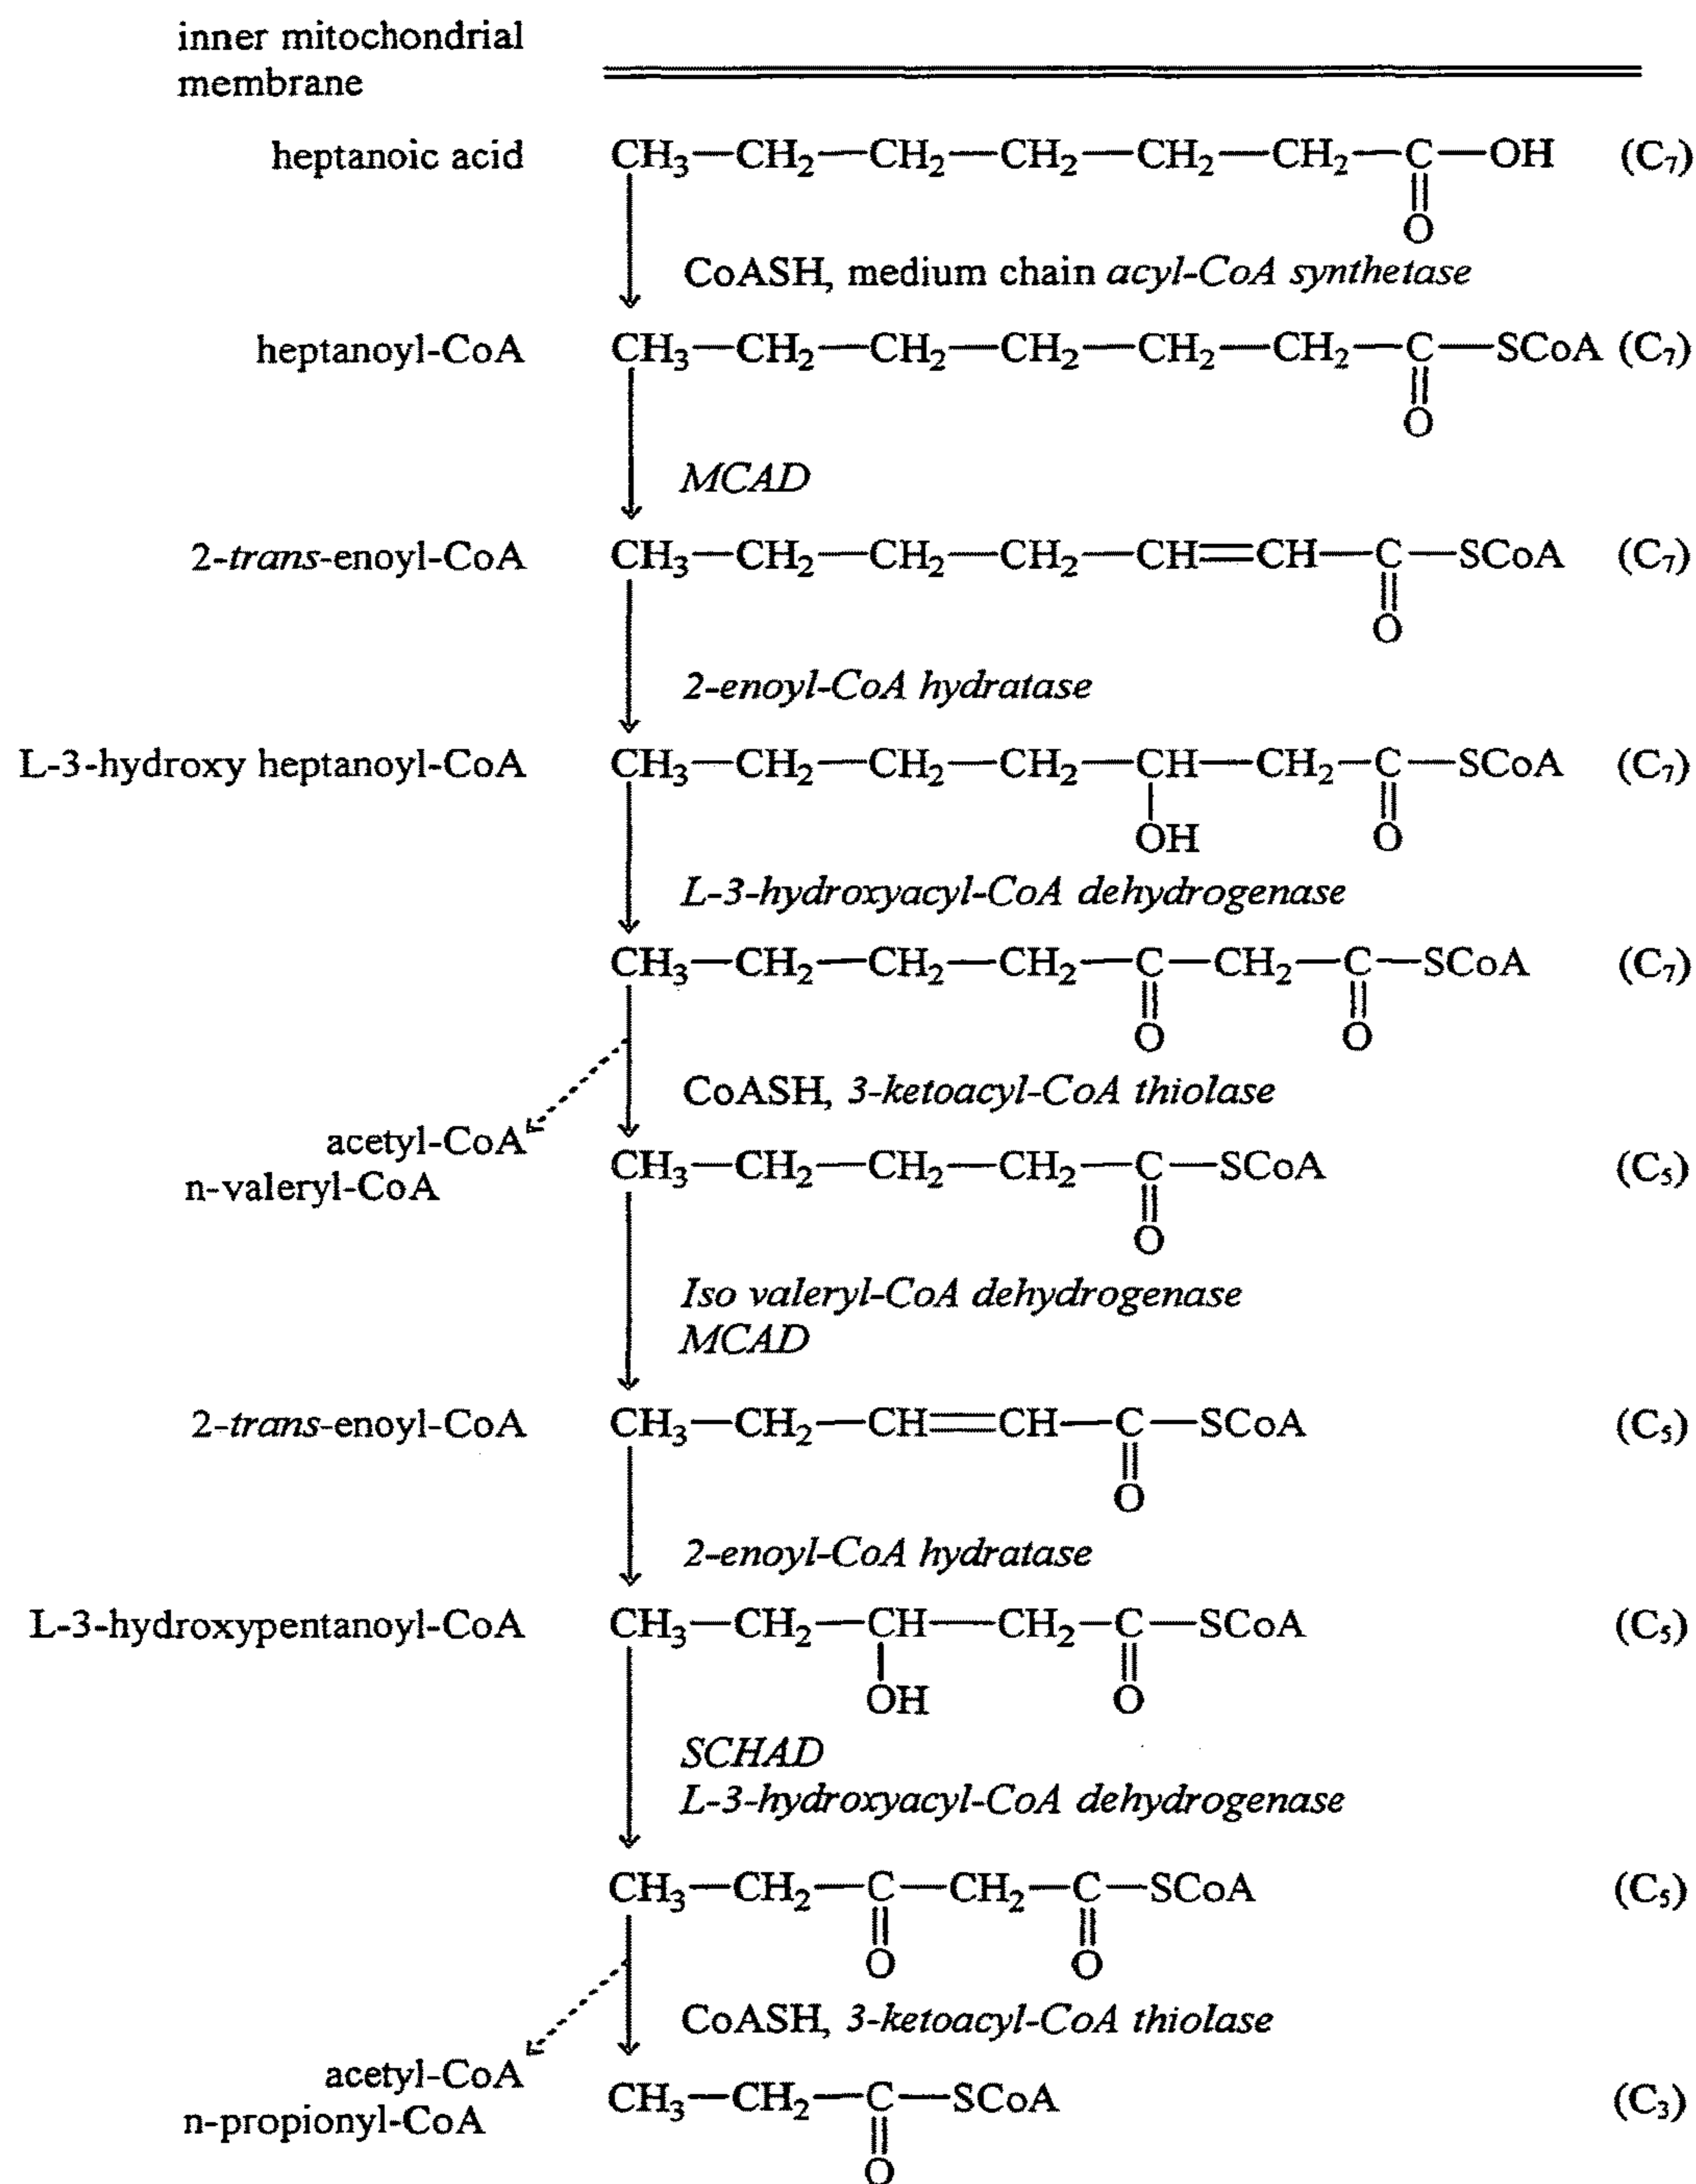 inner mitochondrial
membrane
heptanoic acid CH₃—CH₂—CH₂—CH₂—CH₂—CH₂—C—OH (C₇)
O
CoASH, medium chain acyl-CoA synthetase
heptanoyl-CoA CH₃—CH₂—CH₂—CH₂—CH₂—CH₂—C—SCoA (C₇)
O
MCAD
2-trans-enoyl-CoA CH₃—CH₂—CH₂—CH₂—CH=CH—C—SCoA (C₇)
O
2-enoyl-CoA hydratase
L-3-hydroxy heptanoyl-CoA CH₃—CH₂—CH₂—CH₂—CH—CH₂—C—SCoA (C₇)
OH O
L-3-hydroxyacyl-CoA dehydrogenase
CH₃—CH₂—CH₂—CH₂—C—CH₂—C—SCoA (C₇)
O O
CoASH, 3-ketoacyl-CoA thiolase
acetyl-CoA
n-valeryl-CoA CH₃—CH₂—CH₂—CH₂—C—SCoA (C₅)
O
Iso valeryl-CoA dehydrogenase
MCAD
2-trans-enoyl-CoA CH₃—CH₂—CH=CH—C—SCoA (C₅)
O
2-enoyl-CoA hydratase
L-3-hydroxypentanoyl-CoA CH₃—CH₂—CH—CH₂—C—SCoA (C₅)
OH O
SCHAD
L-3-hydroxyacyl-CoA dehydrogenase
CH₃—CH₂—C—CH₂—C—SCoA (C₅)
O O
CoASH, 3-ketoacyl-CoA thiolase
acetyl-CoA
n-propionyl-CoA CH₃—CH₂—C—SCoA (C₃)
O